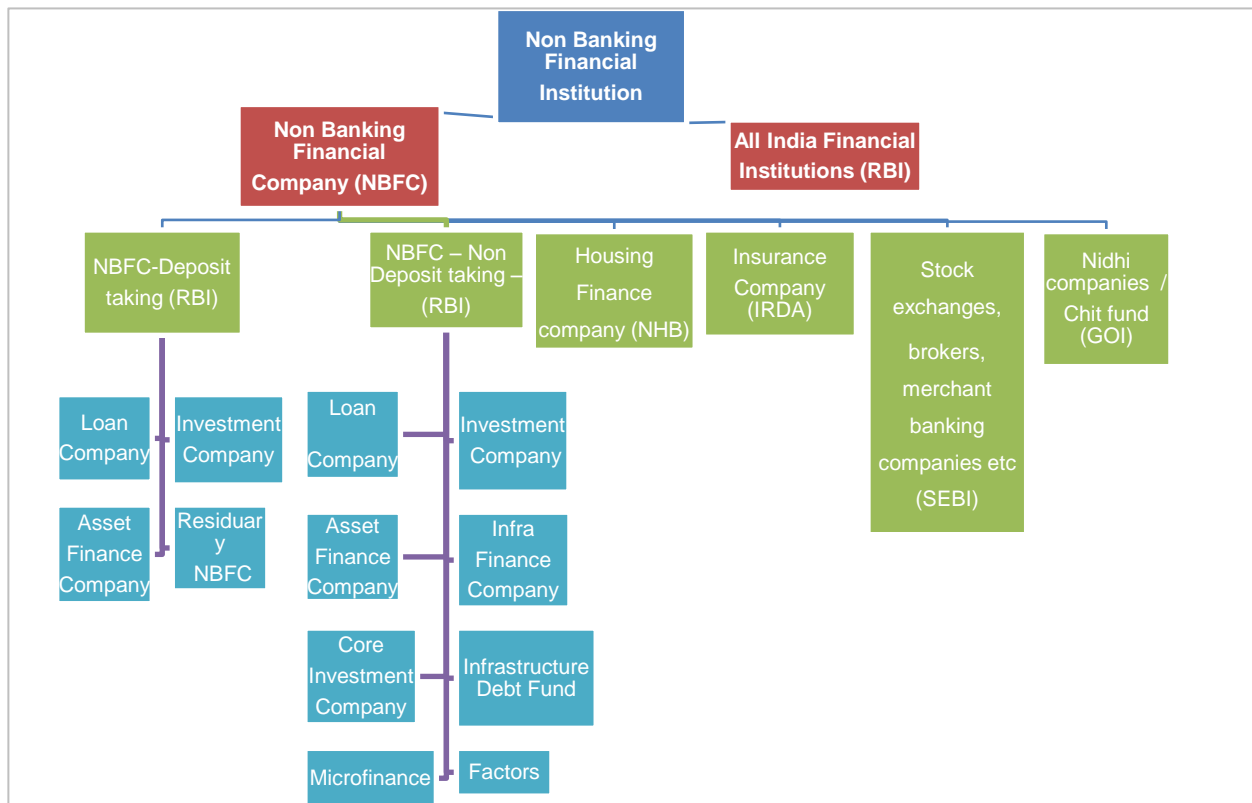 Non Banking
Financial
Institution
Non Banking
Financial
Company (NBFC)
All India Financial
Institutions (RBI)
NBFC-Deposit
taking (RBI)
NBFC – Non
Deposit taking –
(RBI)
Housing
Finance
company (NHB)
Insurance
Company
(IRDA)
Stock
exchanges,
brokers,
merchant
banking
companies etc
(SEBI)
Nidhi
companies /
Chit fund
(GOI)
Loan
Company
Investment
Company
Asset
Finance
Company
Residuar
y
NBFC
Loan
Company
Investment
Company
Asset
Finance
Company
Infra
Finance
Company
Core
Investment
Company
Infrastructure
Debt Fund
Microfinance
Factors